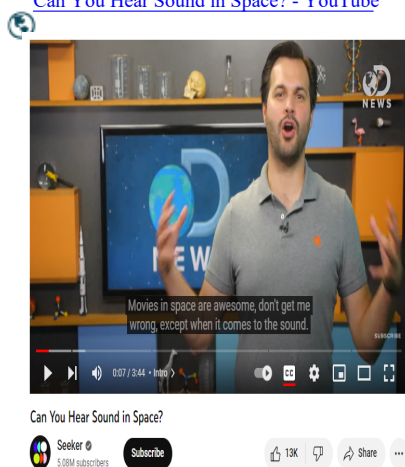 Can You Hear Sound in Space? - YouTube
NEWS
D
NEW
Movies in space are awesome, don't get me
wrong, except when it comes to the sound.
SUBSCRIBE
0:07 / 3:44 • Intro >
CC
Can You Hear Sound in Space?
Seeker
5.08M subscribers
Subscribe
13K
Share
...